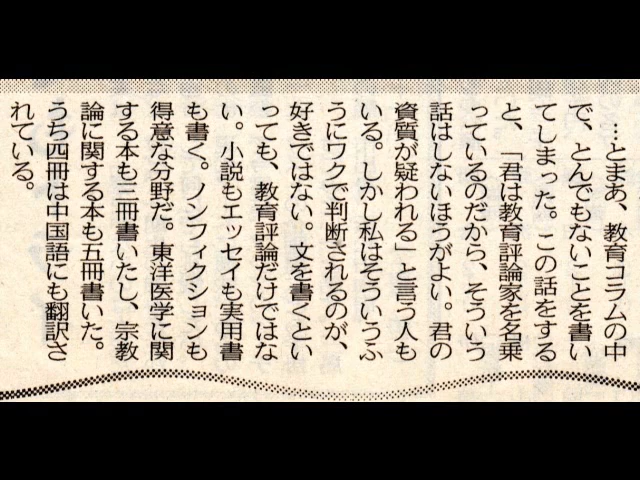 …とまあ、教育コラムの中
で、とんでもないことを書い
てしまった。この話をする
と、「君は教育評論家を名乗
っているのだから、そういう
話はしないほうがよい。君の
資質が疑われる」と言う人も
いる。しかし私はそういうふ
うにワクで判断されるのが、
好きではない。文を書くとい
っても、教育評論だけではな
い。小説もエッセイも実用書
も書く。ノンフィクションも
得意な分野だ。東洋医学に関
する本も三冊書いたし、宗教
論に関する本も五冊書いた。
うち四冊は中国語にも翻訳さ
れている。